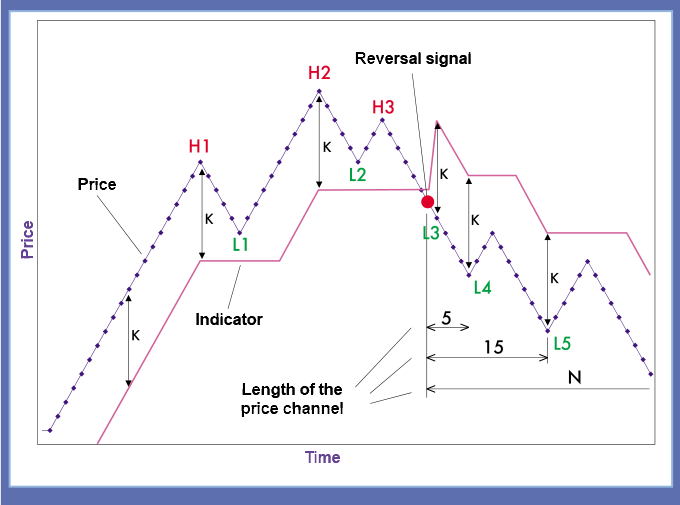 Reversal signal
H2
H3
H1
K
K
Price
L2
K
K
K
L3
L1
Price
K
K
L4
Indicator
5
15
L5
Length of the
price channel
N
Time